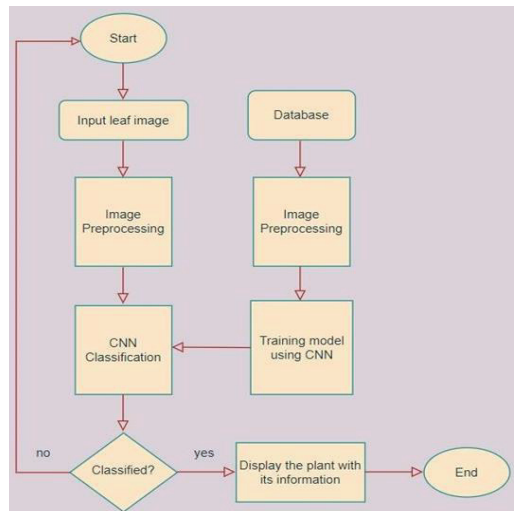 Start
Input leaf image
Database
Image
Preprocessing
Image
Preprocessing
CNN
Classification
Training model
using CNN
no
Classified?
yes
Display the plant with
its information
End